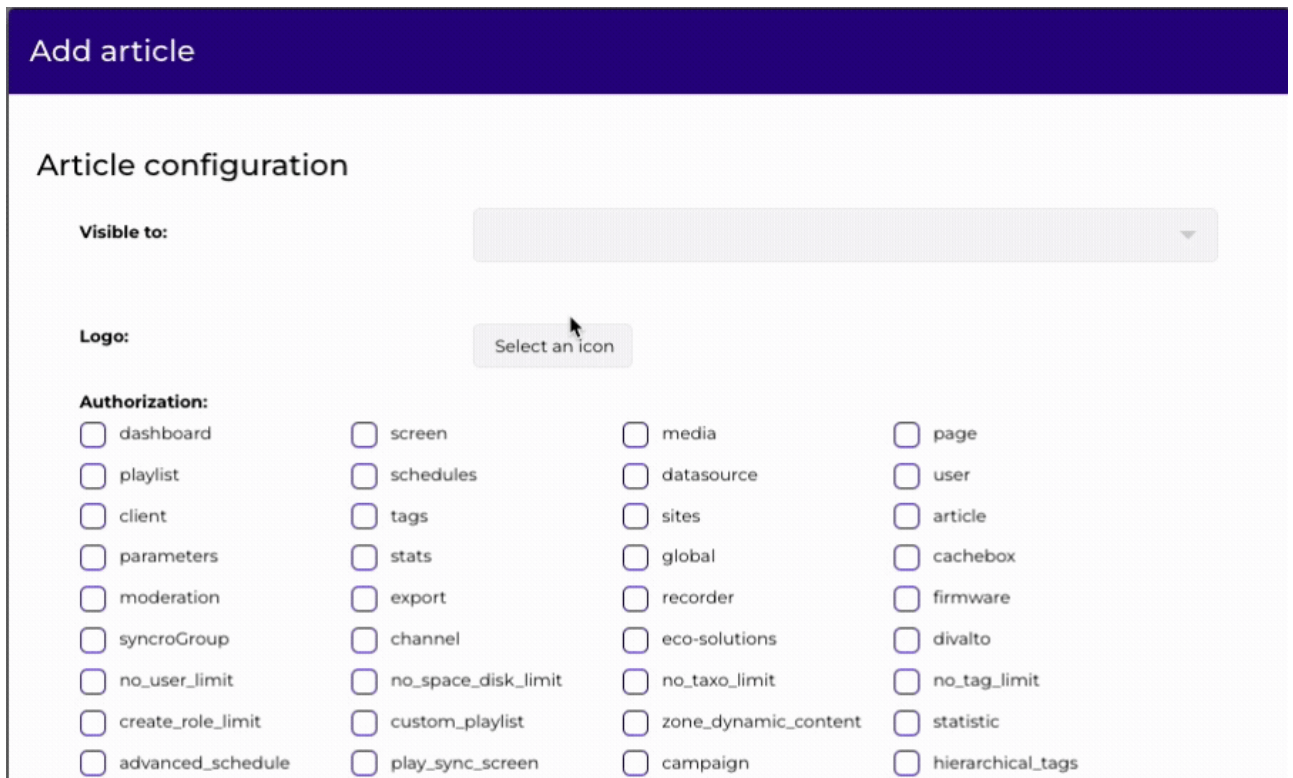 Add article
Article configuration
Visible to:
Logo:
Select an icon
Authorization:
dashboard screen media page
playlist schedules datasource user
client tags sites article
parameters stats global cachebox
moderation export recorder firmware
syncroGroup channel eco-solutions divalto
no_user_limit no_space_disk_limit no_taxo_limit no_tag_limit
create_role_limit custom_playlist zone_dynamic_content statistic
advanced_schedule play_sync_screen campaign hierarchical_tags